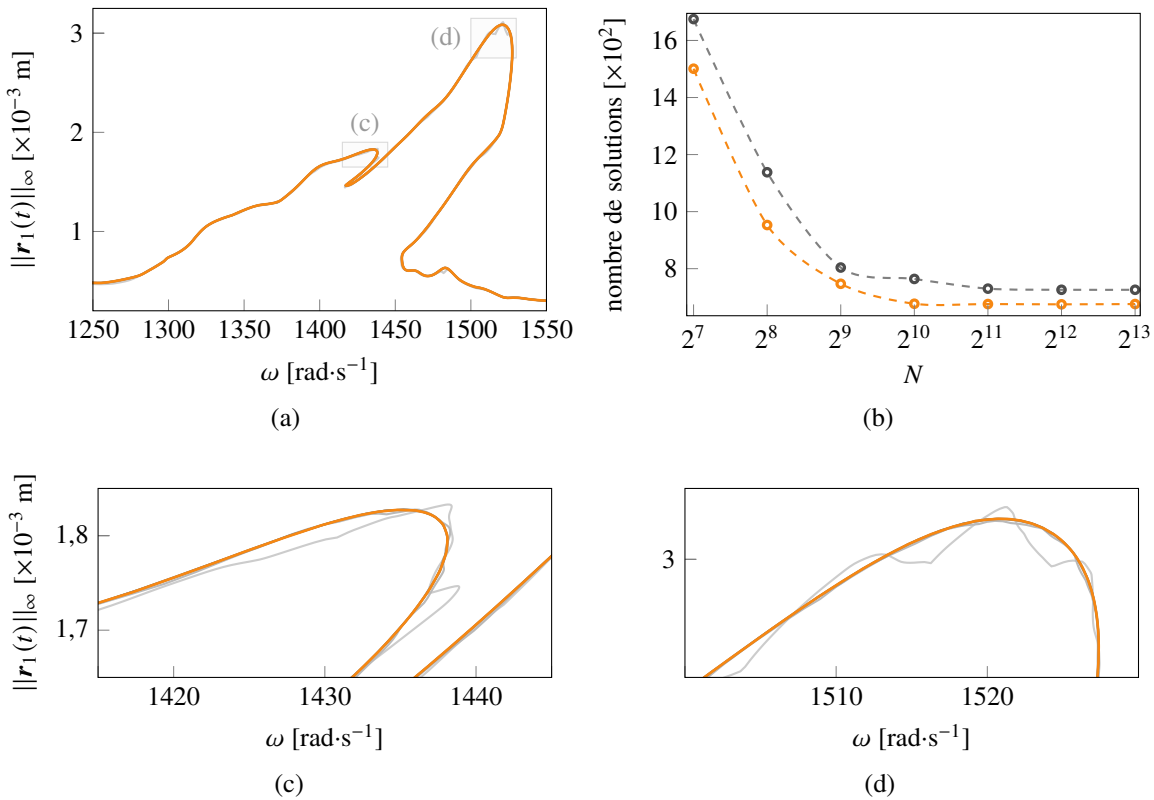 3
2
1
(d)
(c)
||r₁(t)||∞ [×10⁻³ m]
1250 1300 1350 1400 1450 1500 1550
ω [rad·s⁻¹]
(a)
16
14
12
10
8
nombre de solutions [×10²]
2⁷ 2⁸ 2⁹ 2¹⁰ 2¹¹ 2¹² 2¹³
N
(b)
1,8
1,7
||r₁(t)||∞ [×10⁻³ m]
1420 1430 1440
ω [rad·s⁻¹]
(c)
3
1510 1520
ω [rad·s⁻¹]
(d)